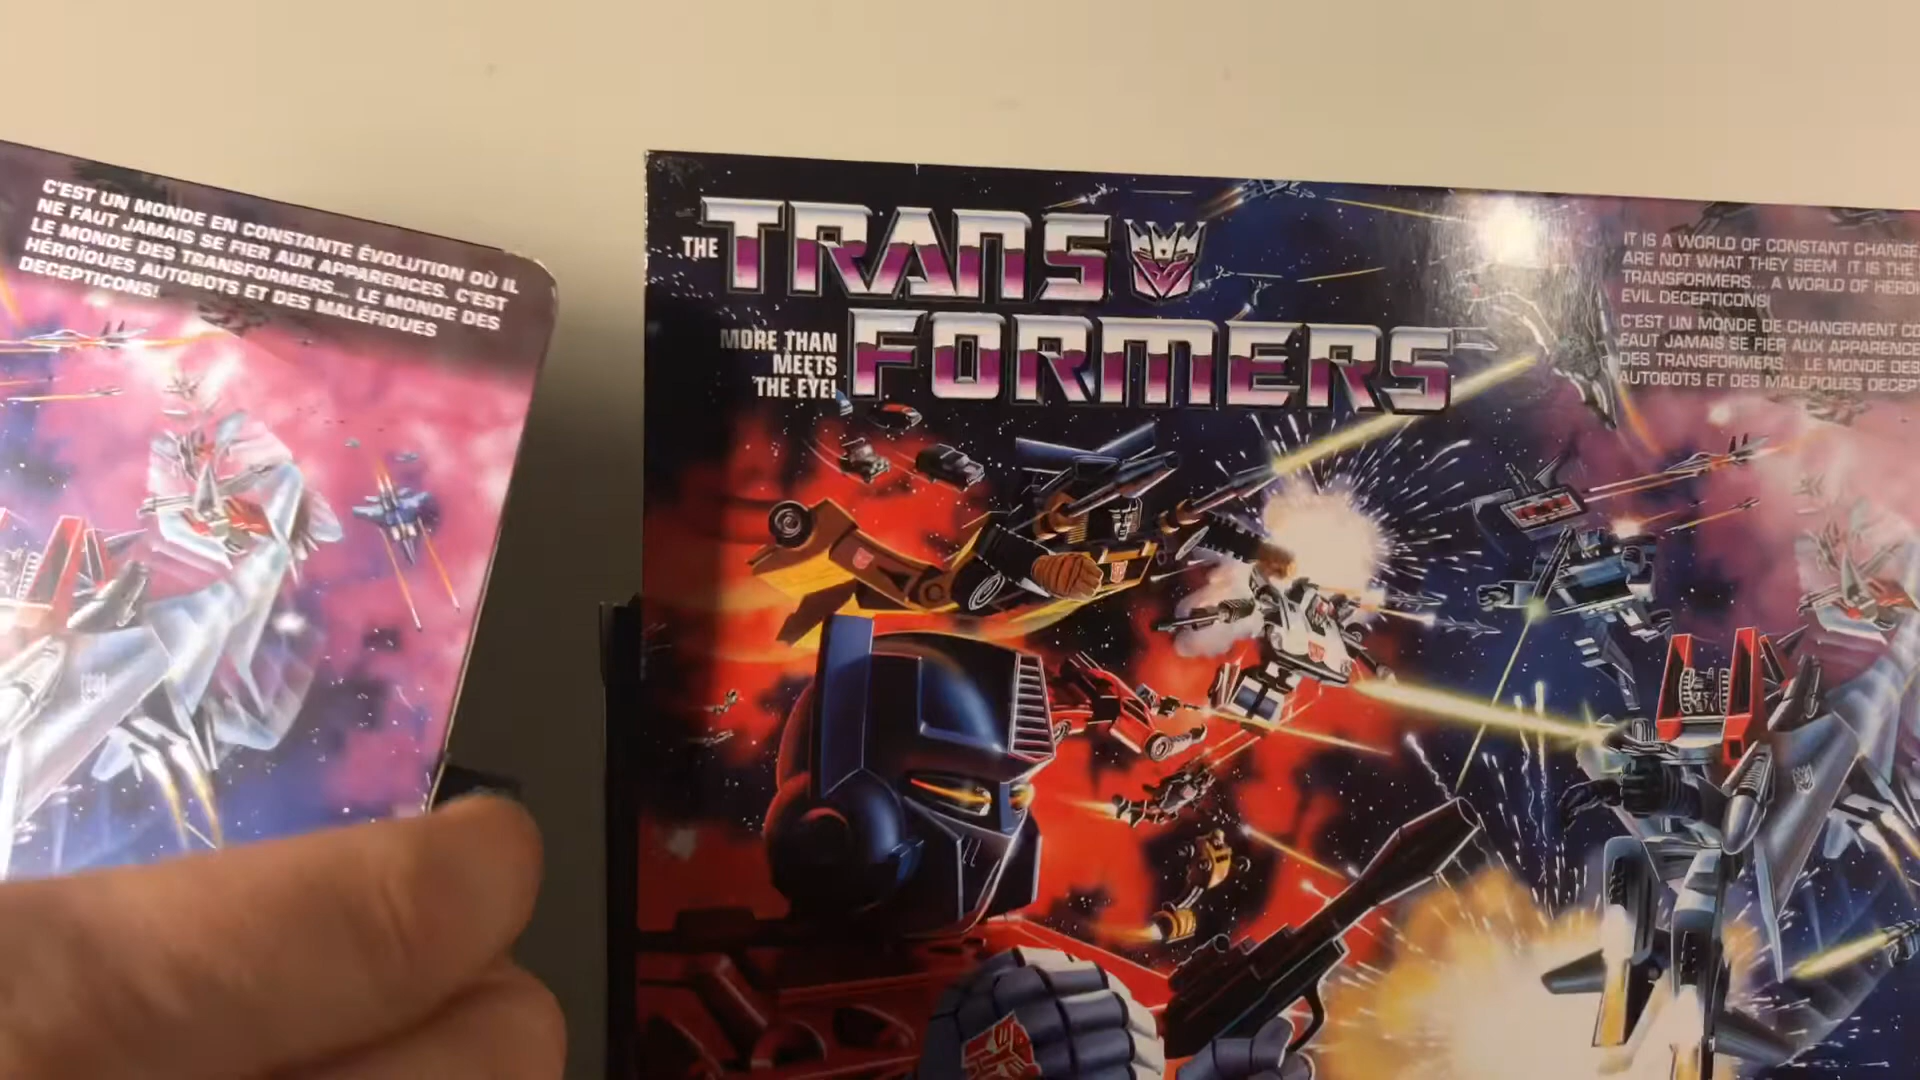 C'EST UN MONDE EN CONSTANTE ÉVOLUTION OÙ IL
NE FAUT JAMAIS SE FIER AUX APPARENCES. C'EST
LE MONDE DES TRANSFORMERS... LE MONDE DES
HÉROÏQUES AUTOBOTS ET DES MALÉFIQUES
DECEPTICONS!
THE TRANS
FORMERS
MORE THAN
MEETS
THE EYE!
IT IS A WORLD OF CONSTANT CHANGE
ARE NOT WHAT THEY SEEM IT IS THE
TRANSFORMERS... A WORLD OF HEROI
EVIL DECEPTICONS!
C'EST UN MONDE DE CHANGEMENT CO
FAUT JAMAIS SE FIER AUX APPARENCE
DES TRANSFORMERS... LE MONDE DES
AUTOBOTS ET DES MALÉFIQUES DECEPT